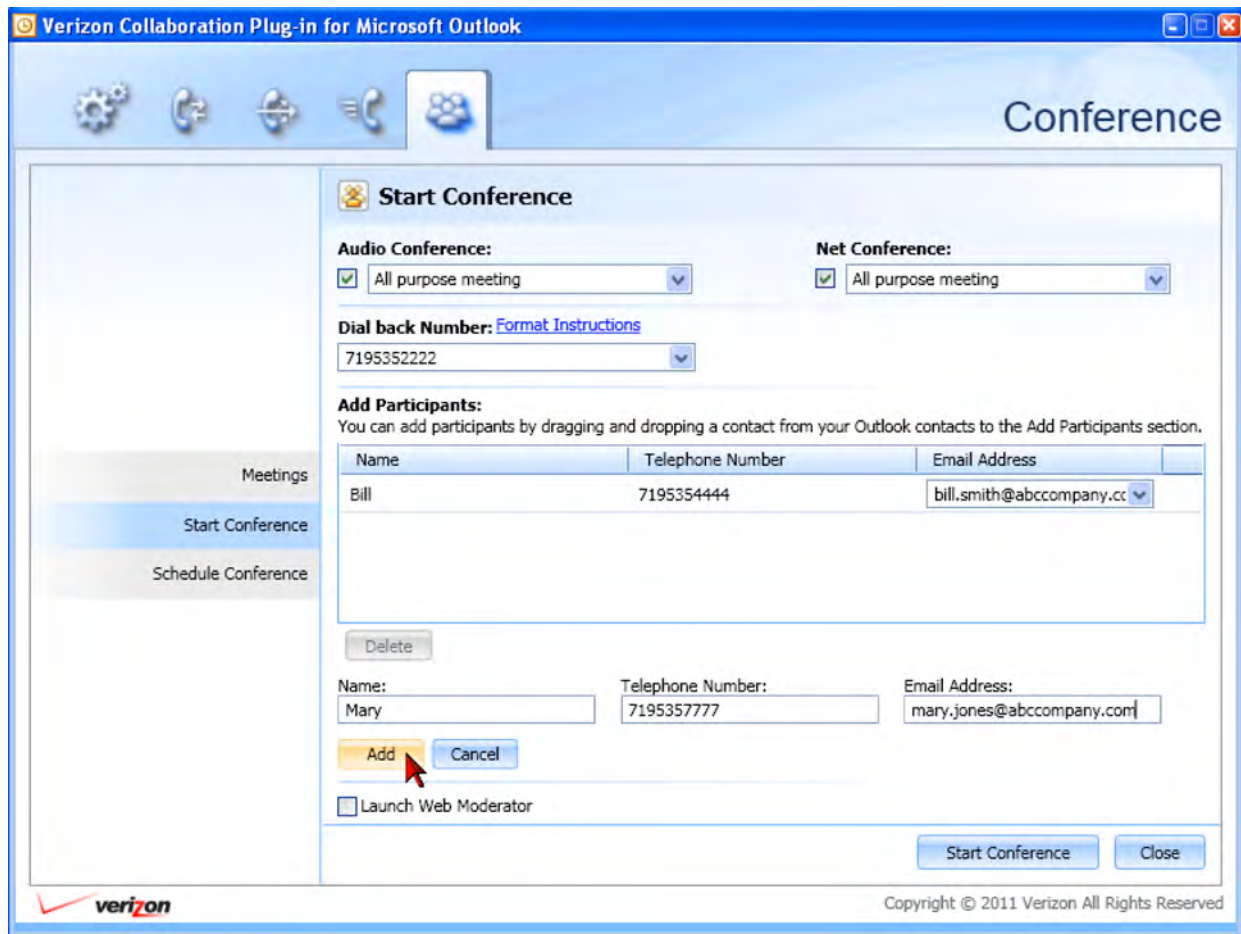 Verizon Collaboration Plug-in for Microsoft Outlook
Conference
Start Conference
Audio Conference:
Net Conference:
All purpose meeting
All purpose meeting
Dial back Number: Format Instructions
7195352222
Add Participants:
You can add participants by dragging and dropping a contact from your Outlook contacts to the Add Participants section.
Name Telephone Number Email Address
Bill 7195354444 bill.smith@abccompany.cc
Meetings
Start Conference
Schedule Conference
Delete
Name: Telephone Number: Email Address:
Mary 7195357777 mary.jones@abccompany.com
Add Cancel
Launch Web Moderator
Start Conference Close
verizon
Copyright © 2011 Verizon All Rights Reserved